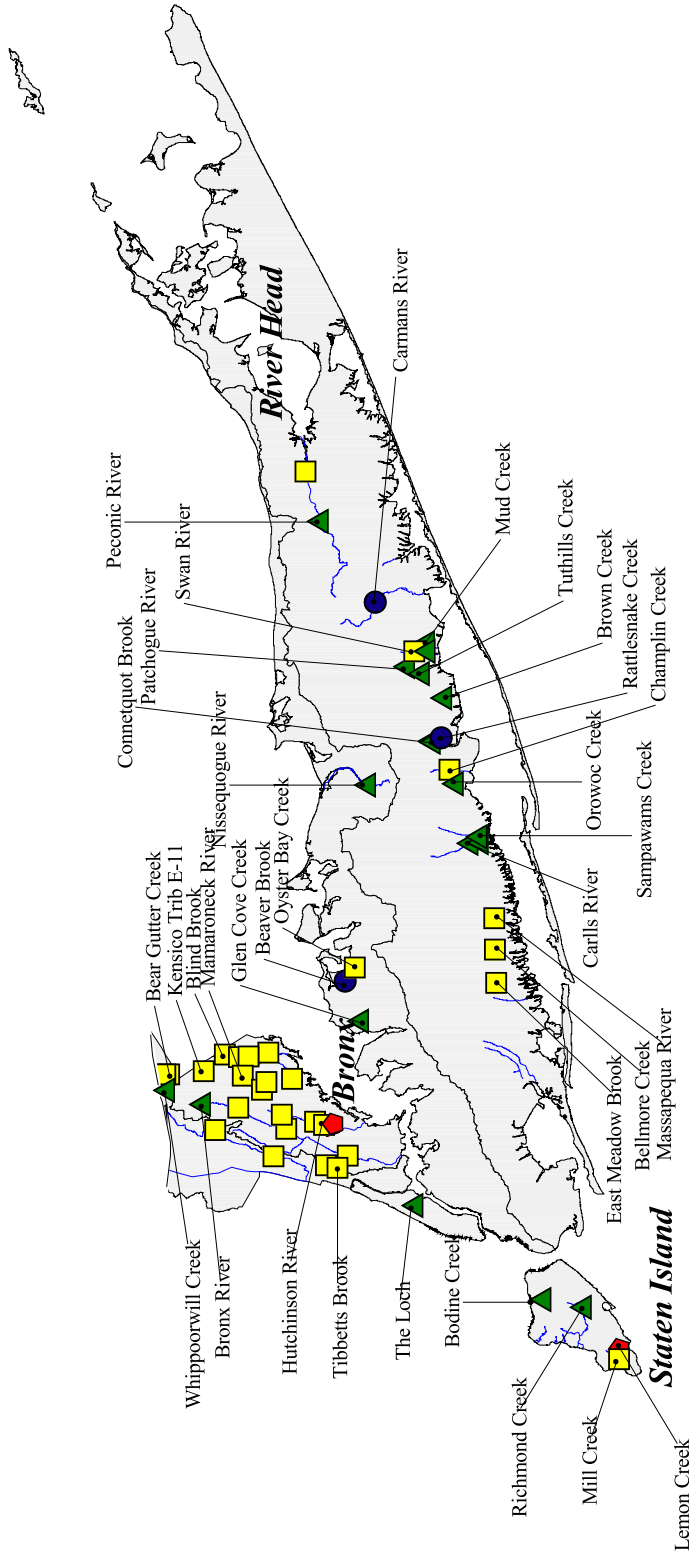 Peconic River
Swan River
Connetquot Brook
Patchogue River
Nissequogue River
Bear Gutter Creek
Kensico Trib E-11
Blind Brook
Mamaroneck River
Glen Cove Creek
Beaver Brook
Oyster Bay Creek
River Head
Carmans River
Mud Creek
Tuthills Creek
Brown Creek
Rattlesnake Creek
Champlin Creek
Orowoc Creek
Sampawams Creek
Carlls River
Massapequa River
Bellmore Creek
East Meadow Brook
Bronx
Whippoorwill Creek
Bronx River
Hutchinson River
Tibbetts Brook
The Loch
Bodine Creek
Staten Island
Richmond Creek
Mill Creek
Lemon Creek